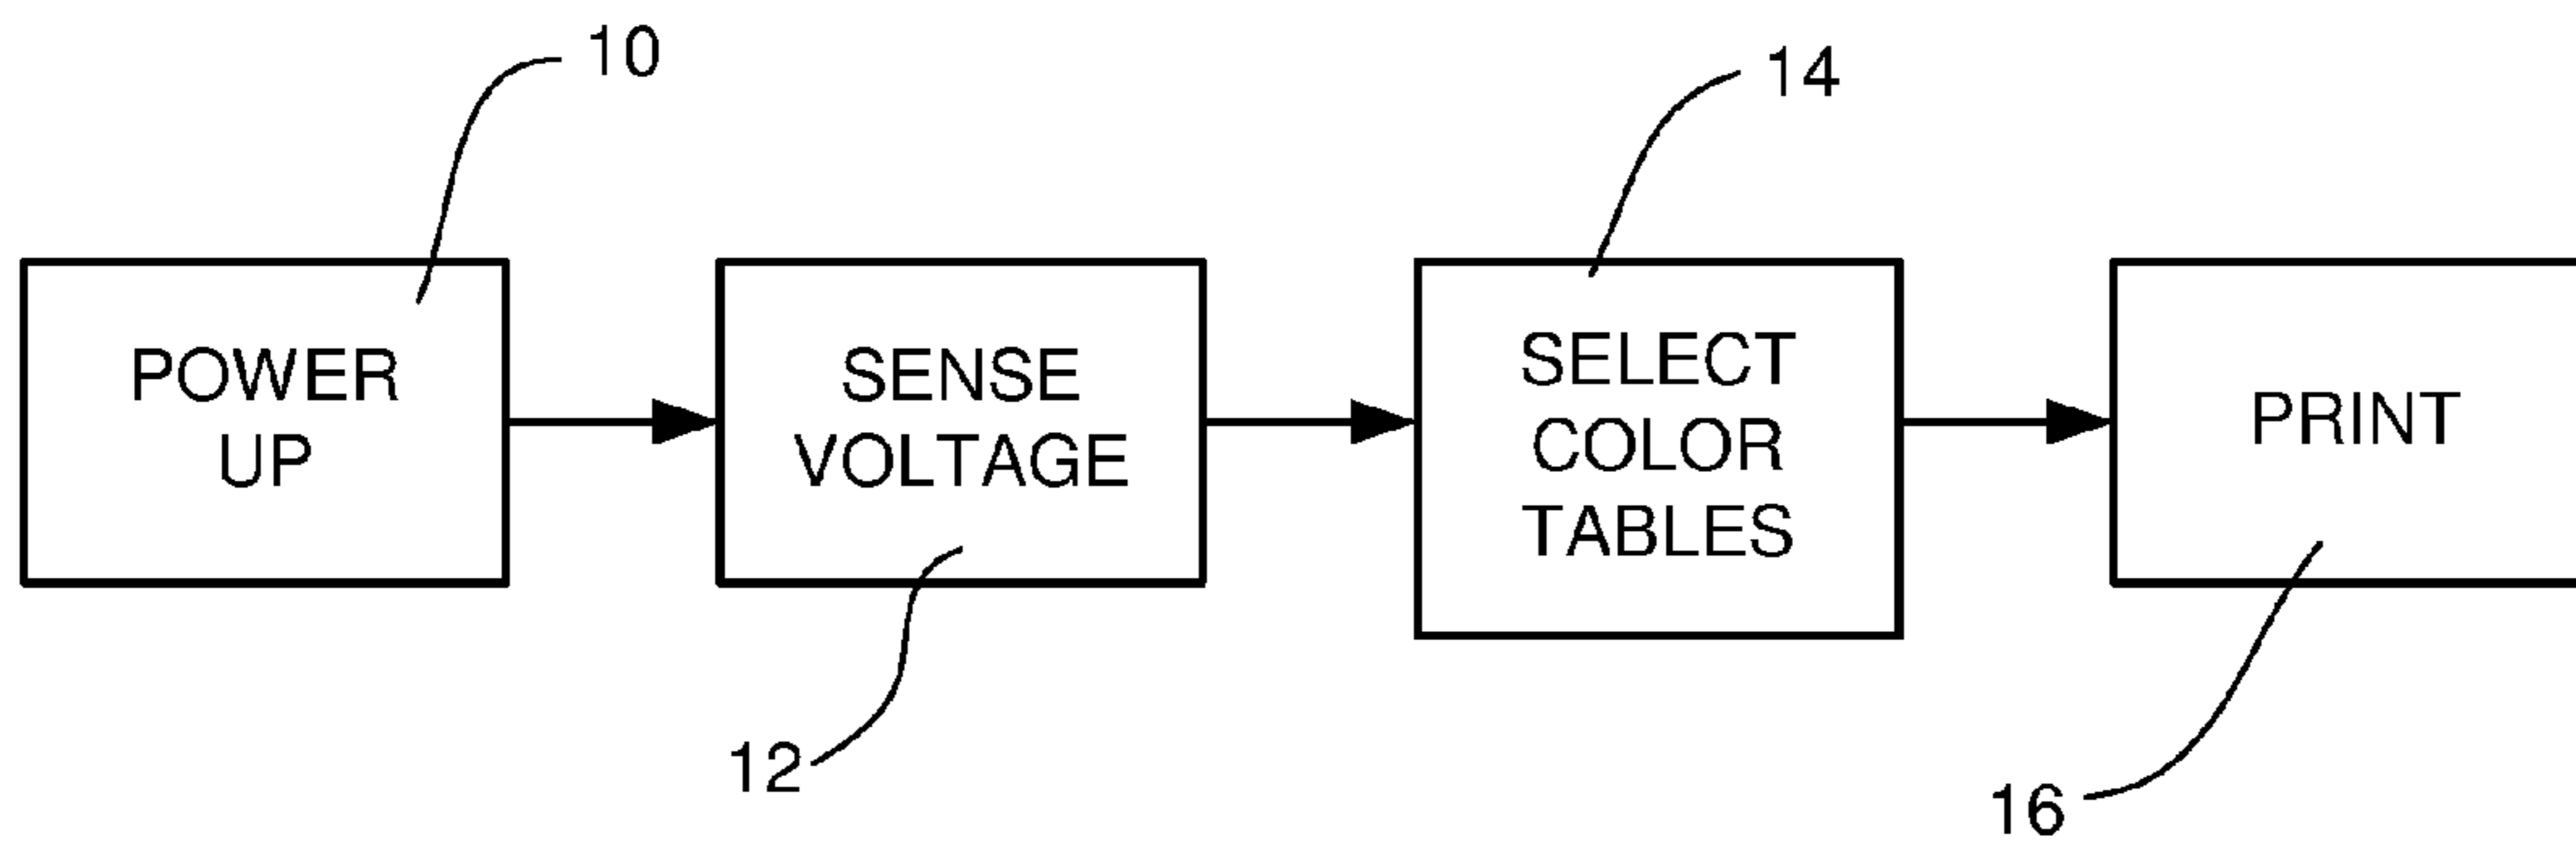 10
14
POWER
UP
SENSE
VOLTAGE
SELECT
COLOR
TABLES
PRINT
12
16